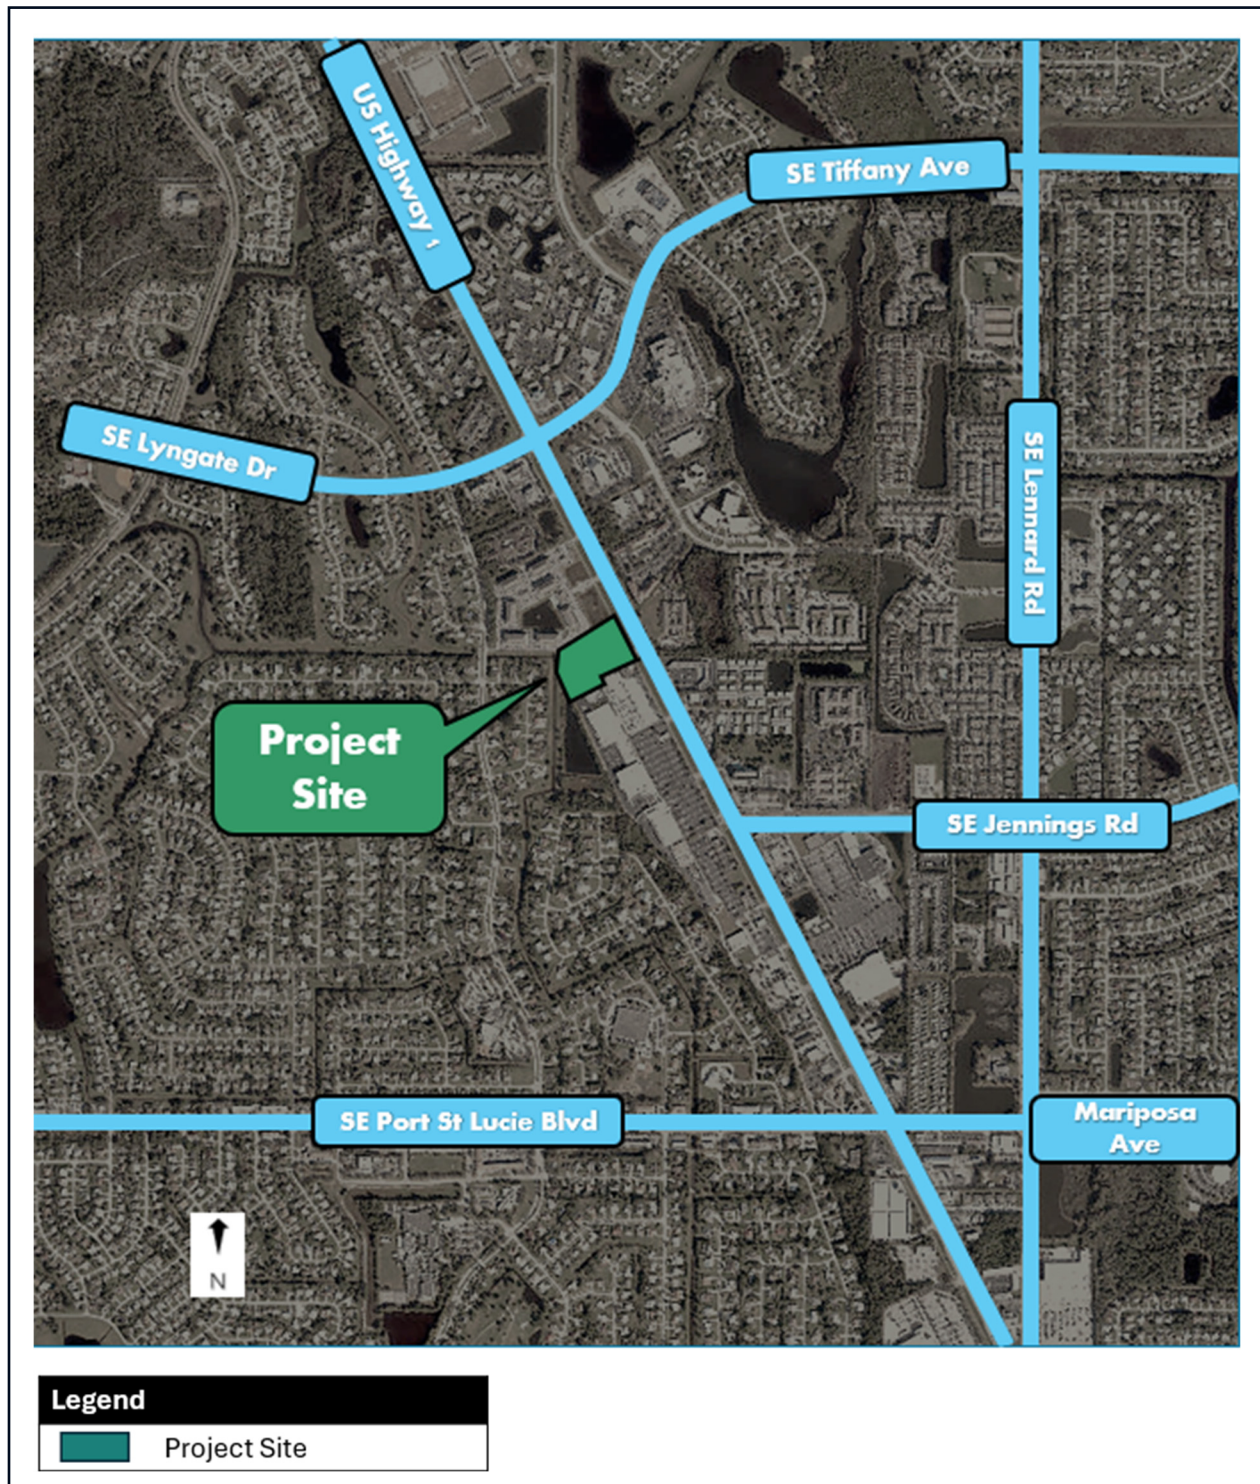 US Highway 1
SE Tiffany Ave
SE Lyngate Dr
SE Lennard Rd
Project
Site
SE Jennings Rd
SE Port St Lucie Blvd
Mariposa
Ave
N
Legend
Project Site